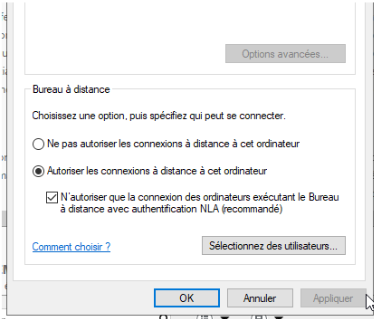 Options avancées...
Bureau à distance
Choisissez une option, puis spécifiez qui peut se connecter.
Ne pas autoriser les connexions à distance à cet ordinateur
Autoriser les connexions à distance à cet ordinateur
N'autoriser que la connexion des ordinateurs exécutant le Bureau
à distance avec authentification NLA (recommandé)
Comment choisir ?
Sélectionnez des utilisateurs...
OK
Annuler
Appliquer